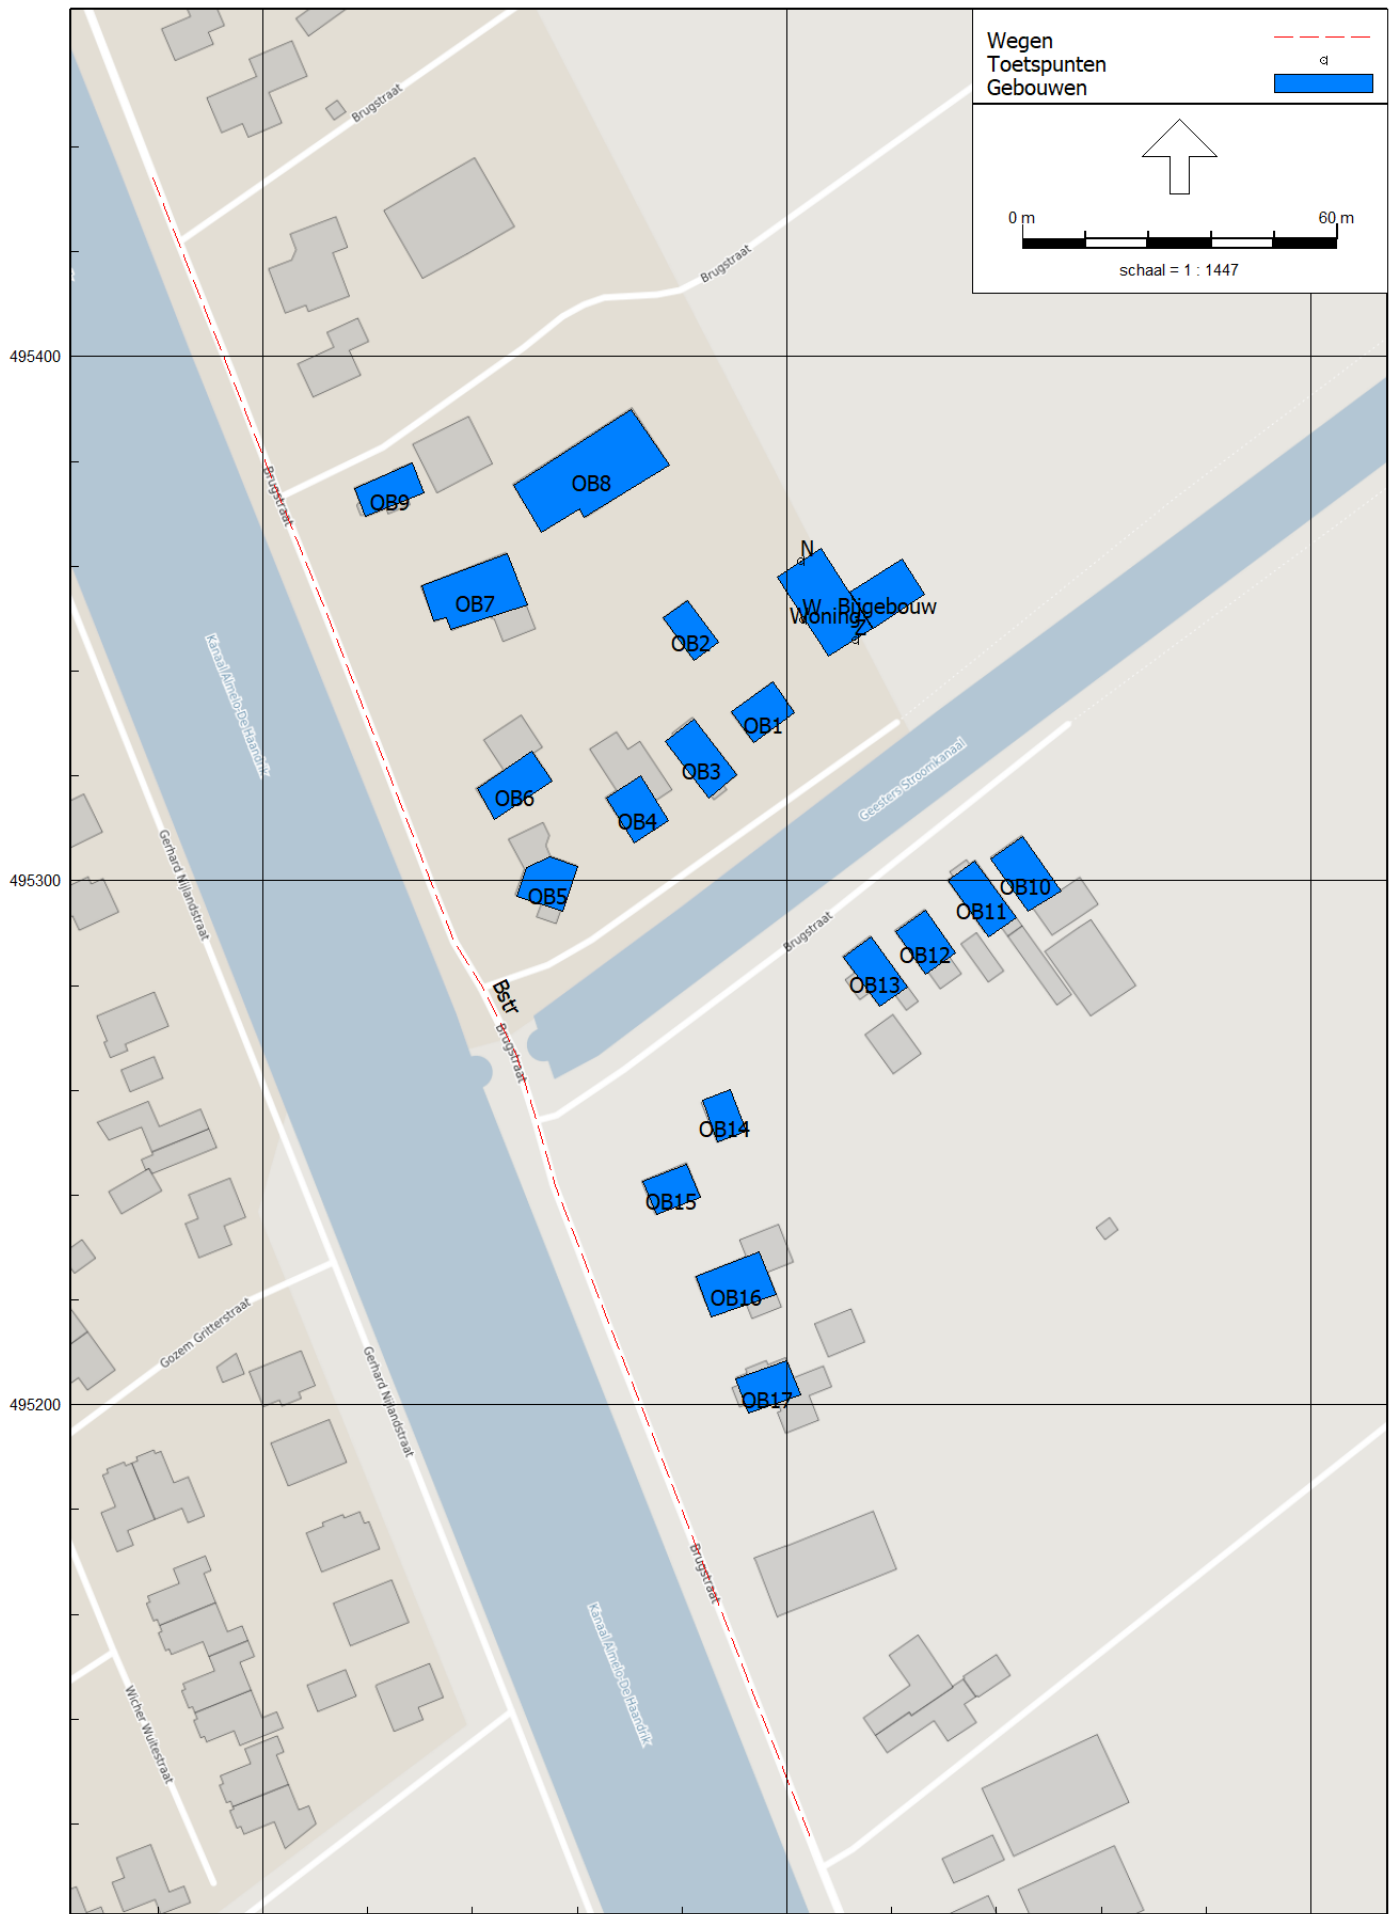 Wegen
Toetspunten
Gebouwen
0 m 60 m
schaal = 1 : 1447
Brugstraat
Brugstraat
495400
Brugstraat
OB9
OB8
N
OB7
W
Bijgebouw
Woning
Z
OB2
Kanaal Almelo-De Haandrik
OB1
OB3
OB6
OB4
Geesters Stroomkanaal
Gerhard Nijlandstraat
495300
OB5
OB10
OB11
Brugstraat
OB12
OB13
Bstr
Brugstraat
OB14
OB15
OB16
Gozem Gritterstraat
Gerhard Nijlandstraat
495200
OB17
Brugstraat
Kanaal Almelo-De Haandrik
Wicher Wuitestraat